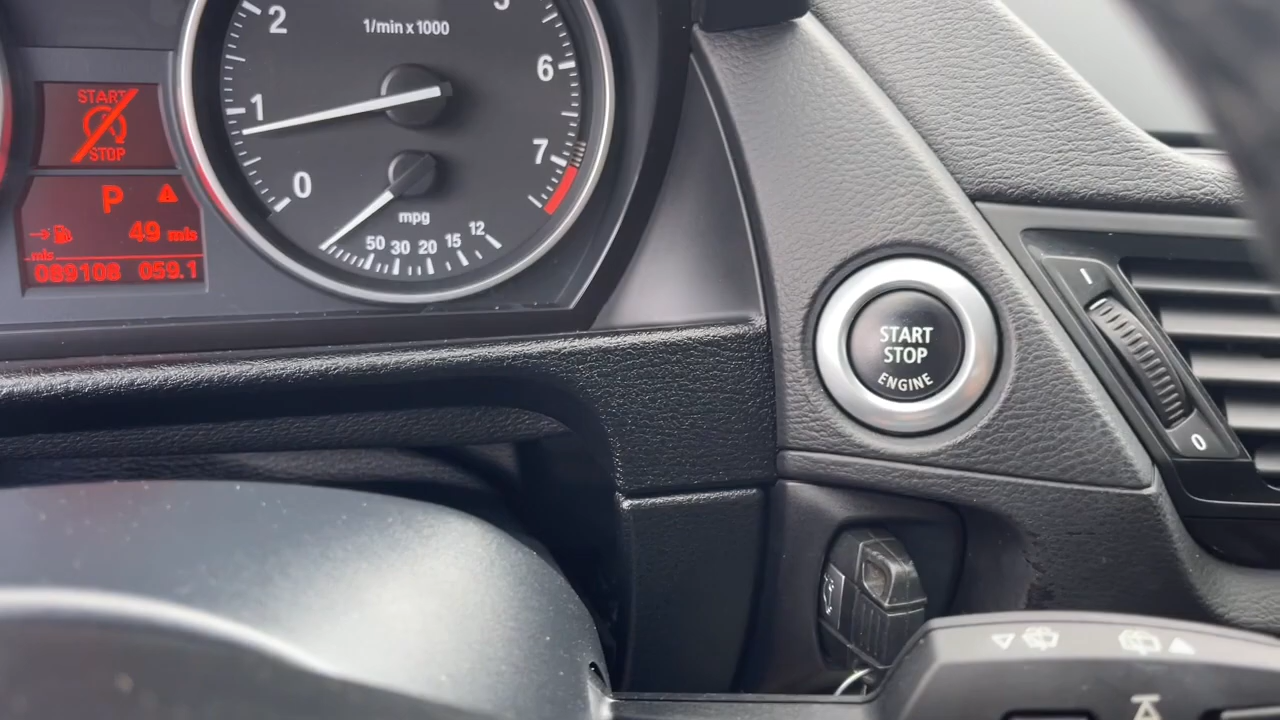 START
STOP
P
49 mls
mls
089108 059.1
1/min x 1000
0
1
2
6
7
mpg
50 30 20 15 12
START
STOP
ENGINE
0